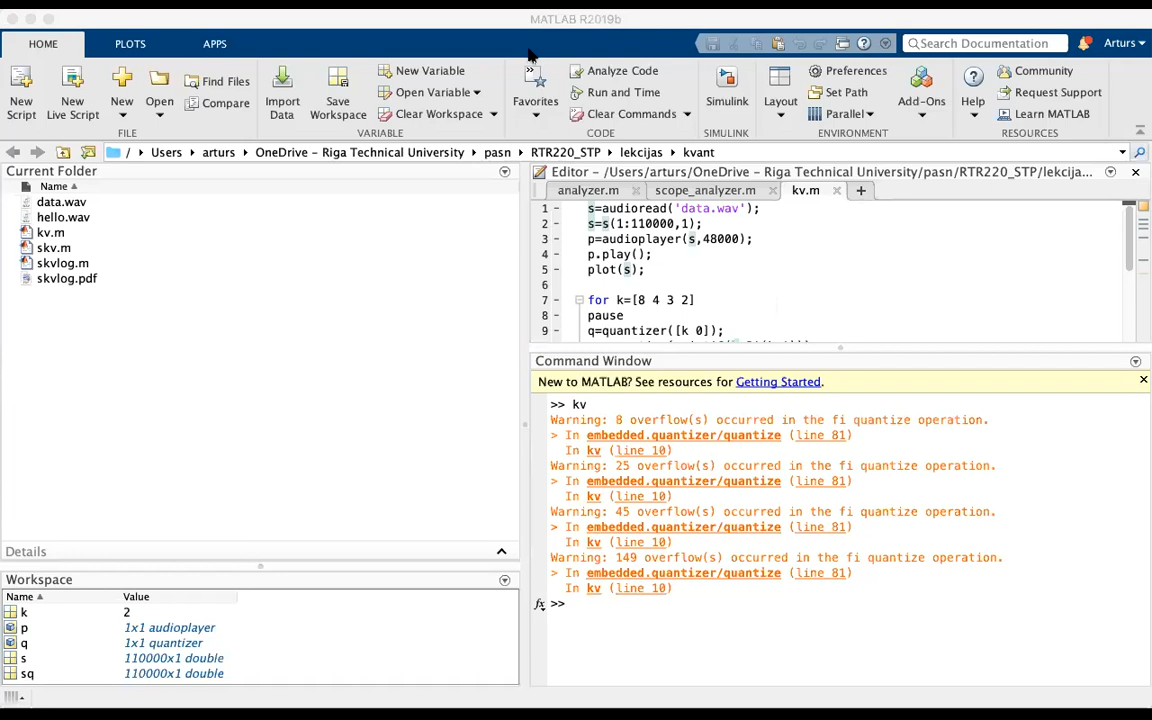 MATLAB R2019b
HOME PLOTS APPS
Search Documentation
Arturs
New Script
New Live Script
New
Open
Find Files
Compare
FILE
Import Data
Save Workspace
New Variable
Open Variable
Clear Workspace
VARIABLE
Favorites
Analyze Code
Run and Time
Clear Commands
CODE
Simulink
SIMULINK
Layout
Preferences
Set Path
Parallel
Add-Ons
ENVIRONMENT
Help
Community
Request Support
Learn MATLAB
RESOURCES
/ Users arturs OneDrive – Riga Technical University pasn RTR220_STP lekcijas kvant
Current Folder
Name
data.wav
hello.wav
kv.m
skv.m
skvlog.m
skvlog.pdf
Details
Workspace
Name Value
k 2
p 1x1 audioplayer
q 1x1 quantizer
s 110000x1 double
sq 110000x1 double
Editor – /Users/arturs/OneDrive – Riga Technical University/pasn/RTR220_STP/lekcijas...
analyzer.m scope_analyzer.m kv.m
1 s=audioread('data.wav');
2 s=s(1:110000,1);
3 p=audioplayer(s,48000);
4 p.play();
5 plot(s);
6
7 for k=[8 4 3 2]
8 pause
9 q=quantizer([k 0]);
Command Window
New to MATLAB? See resources for Getting Started.
>> kv
Warning: 8 overflow(s) occurred in the fi quantize operation.
> In embedded.quantizer/quantize (line 81)
In kv (line 10)
Warning: 25 overflow(s) occurred in the fi quantize operation.
> In embedded.quantizer/quantize (line 81)
In kv (line 10)
Warning: 45 overflow(s) occurred in the fi quantize operation.
> In embedded.quantizer/quantize (line 81)
In kv (line 10)
Warning: 149 overflow(s) occurred in the fi quantize operation.
> In embedded.quantizer/quantize (line 81)
In kv (line 10)
fx >>